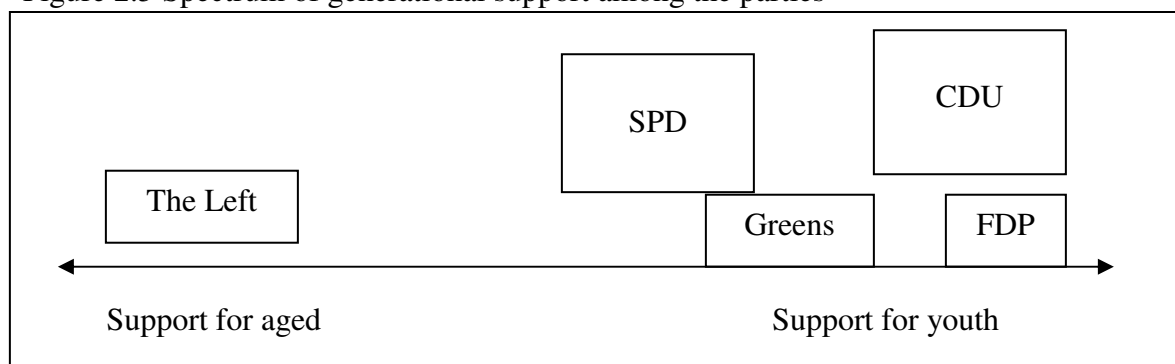 Figure 2.3 Spectrum of generational support among the parties
CDU
SPD
The Left
Greens FDP
Support for aged Support for youth